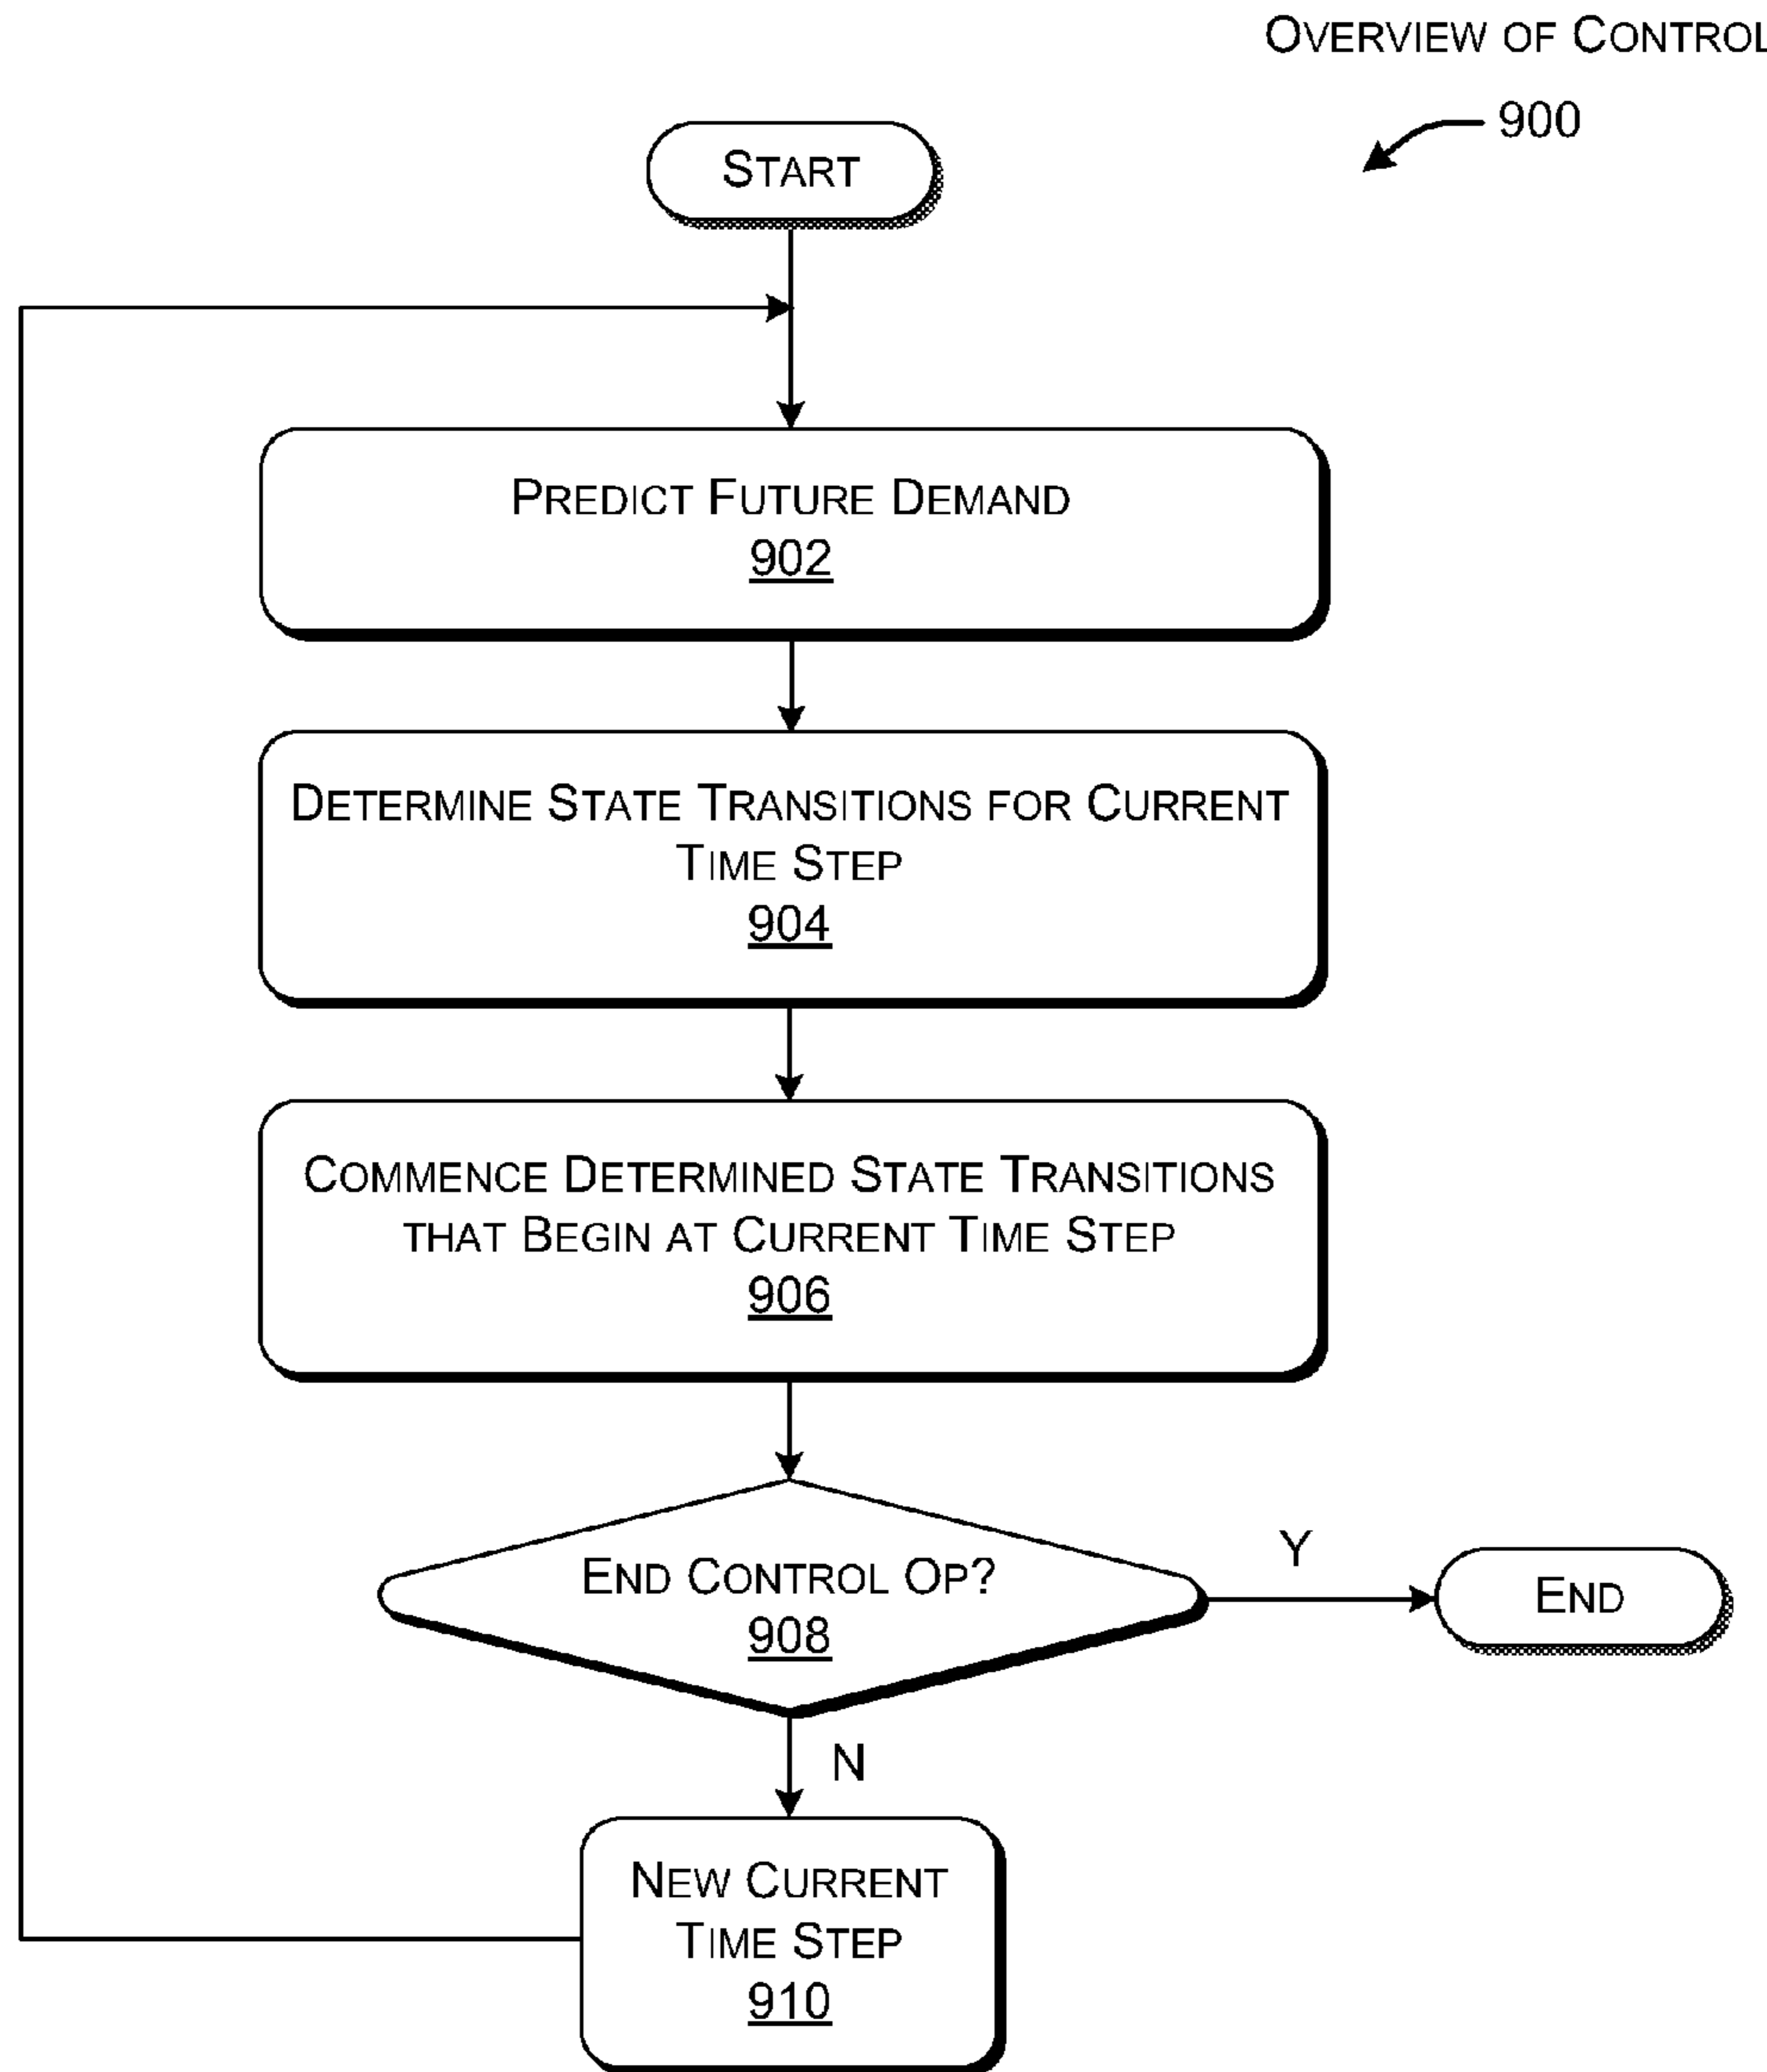 OVERVIEW OF CONTROL
900
START
PREDICT FUTURE DEMAND
902
DETERMINE STATE TRANSITIONS FOR CURRENT
TIME STEP
904
COMMENCE DETERMINED STATE TRANSITIONS
THAT BEGIN AT CURRENT TIME STEP
906
END CONTROL OP?
908
Y
END
N
NEW CURRENT
TIME STEP
910